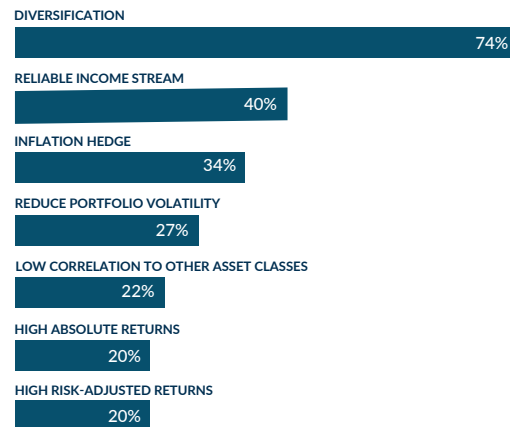 DIVERSIFICATION
74%
RELIABLE INCOME STREAM
40%
INFLATION HEDGE
34%
REDUCE PORTFOLIO VOLATILITY
27%
LOW CORRELATION TO OTHER ASSET CLASSES
22%
HIGH ABSOLUTE RETURNS
20%
HIGH RISK-ADJUSTED RETURNS
20%